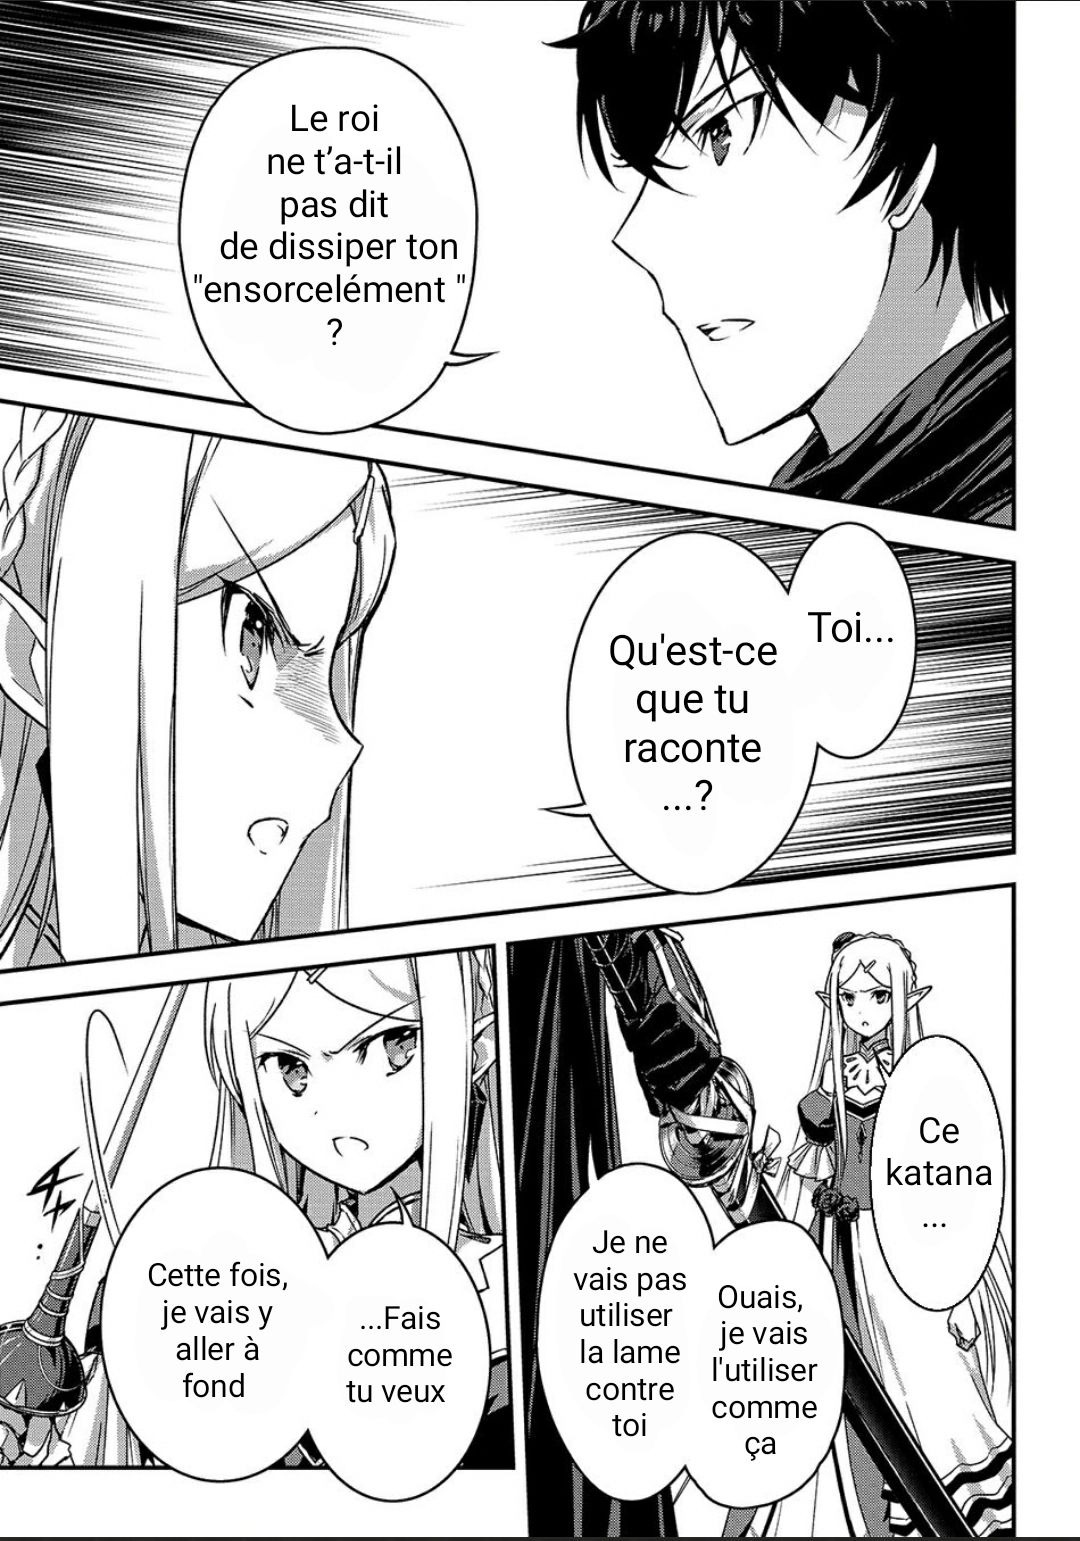 Le roi
ne t’a-t-il
pas dit
de dissiper ton
"ensorcelément "
?
Toi...
Qu'est-ce
que tu
raconte
...?
Ce
katana
...
Ouais,
je vais
l'utiliser
comme
ça
Je ne
vais pas
utiliser
la lame
contre
toi
...Fais
comme
tu veux
Cette fois,
je vais y
aller à
fond